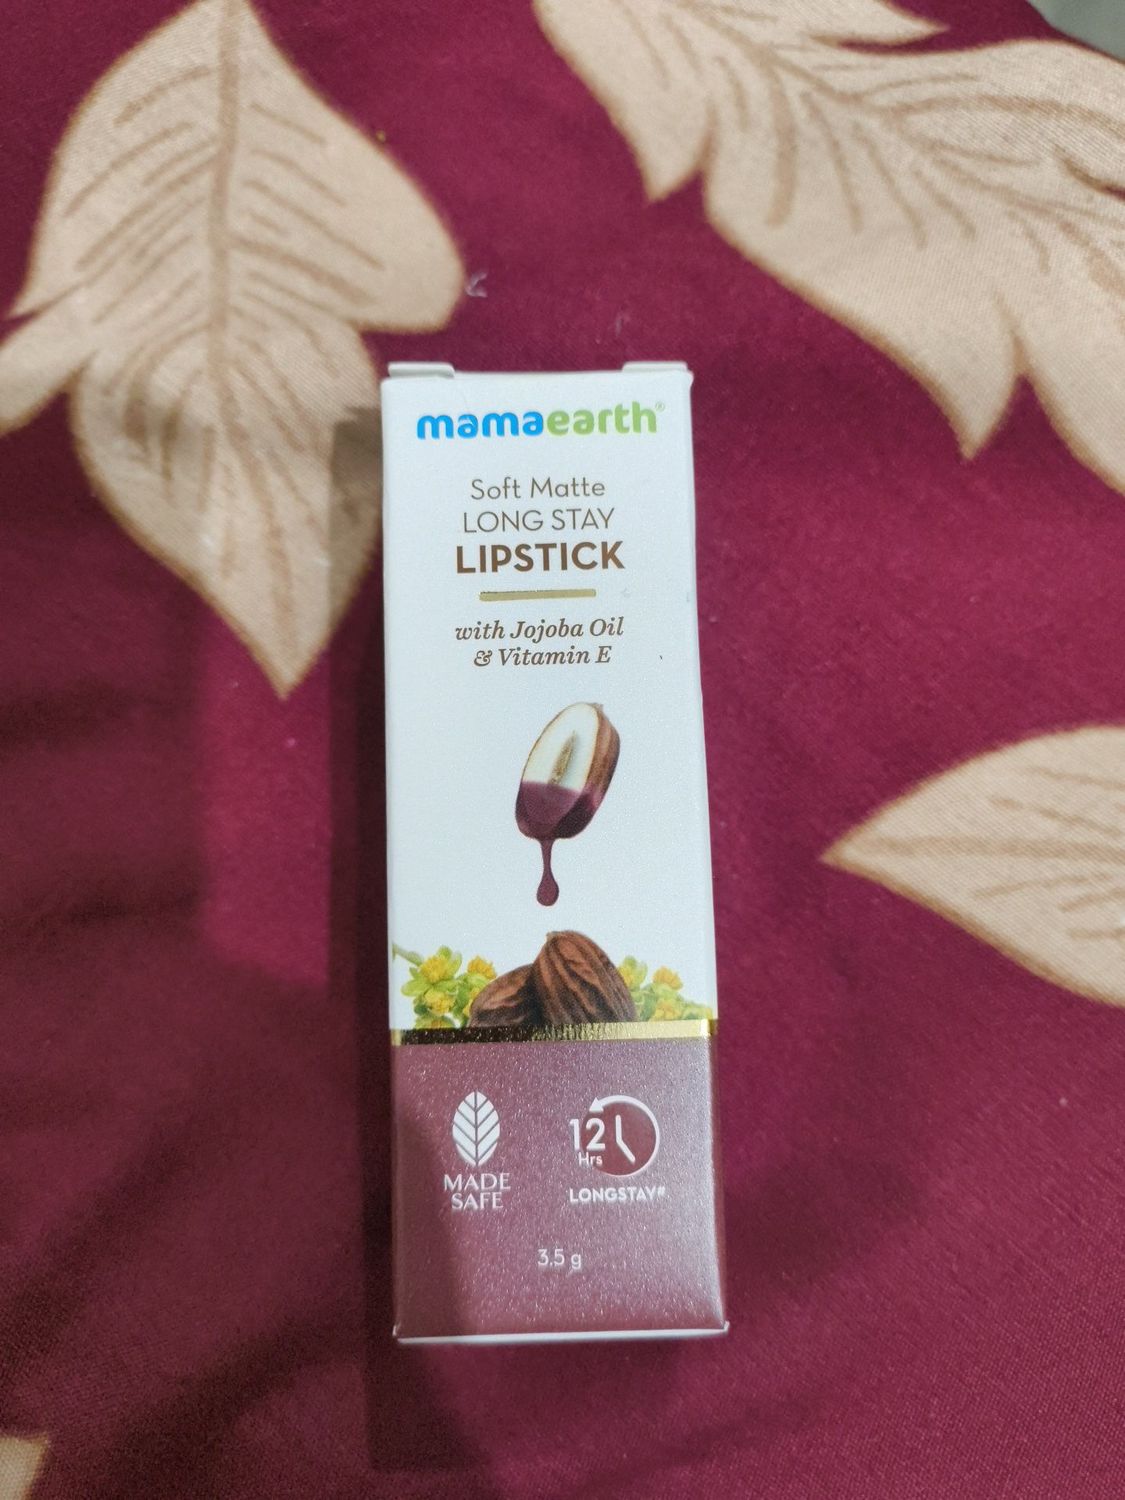 mamaearth®
Soft Matte
LONG STAY
LIPSTICK
with Jojoba Oil
& Vitamin E
MADE
SAFE
12
Hrs
LONGSTAY#
3.5 g